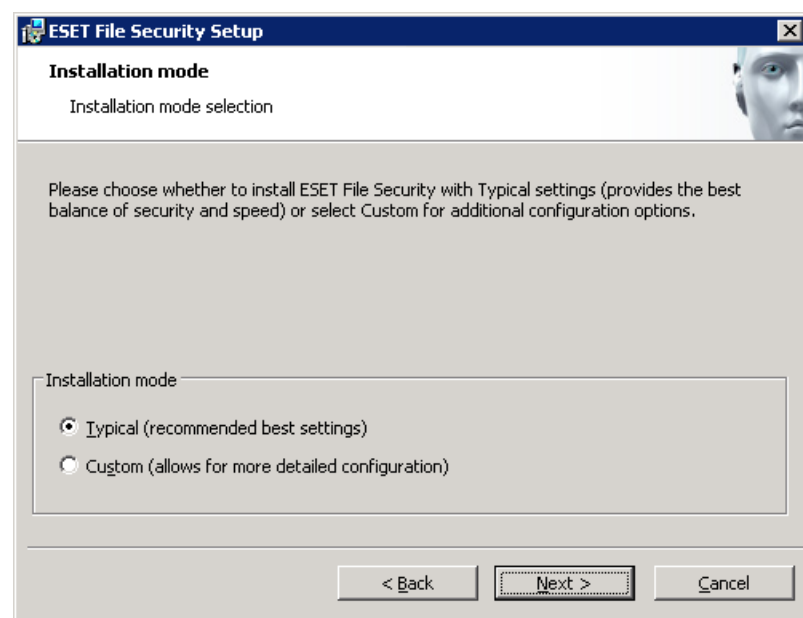 ESET File Security Setup
Installation mode
Installation mode selection
Please choose whether to install ESET File Security with Typical settings (provides the best
balance of security and speed) or select Custom for additional configuration options.
Installation mode
Typical (recommended best settings)
Custom (allows for more detailed configuration)
< Back
Next >
Cancel